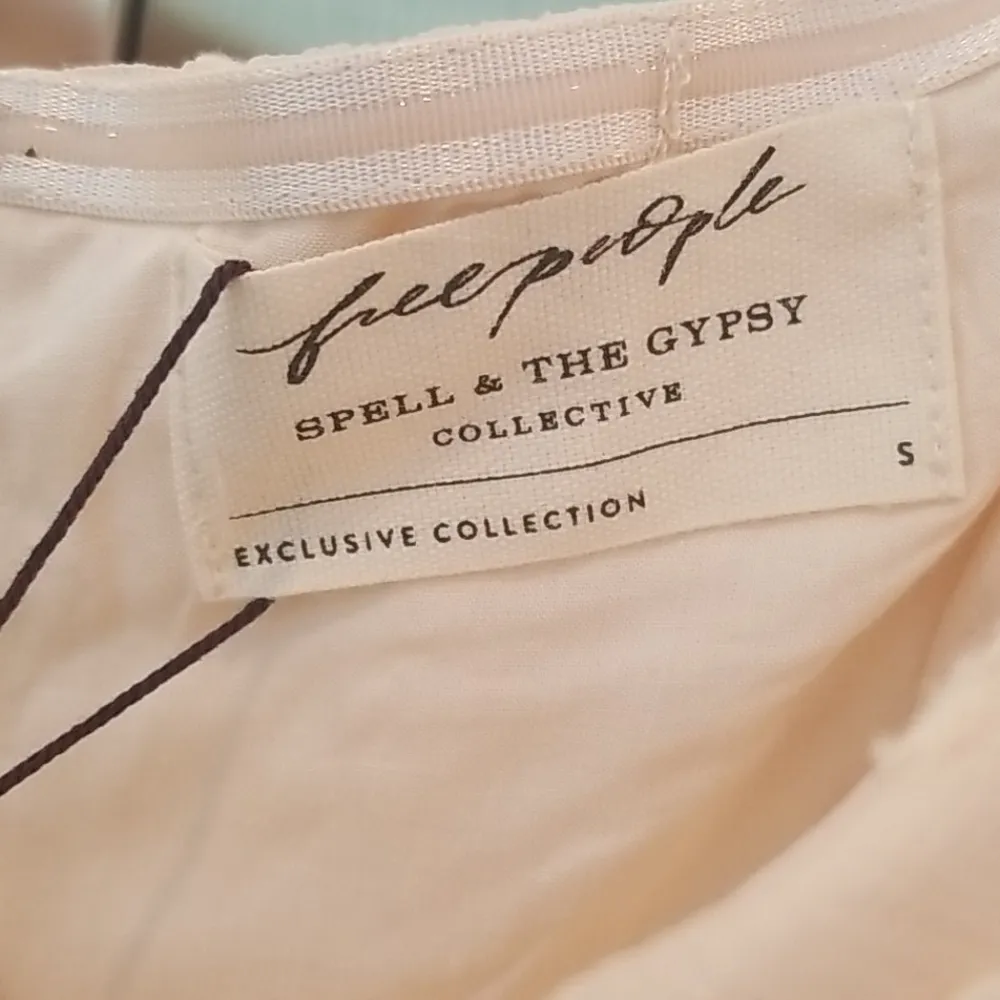 free people
SPELL & THE GYPSY
COLLECTIVE
S
EXCLUSIVE COLLECTION